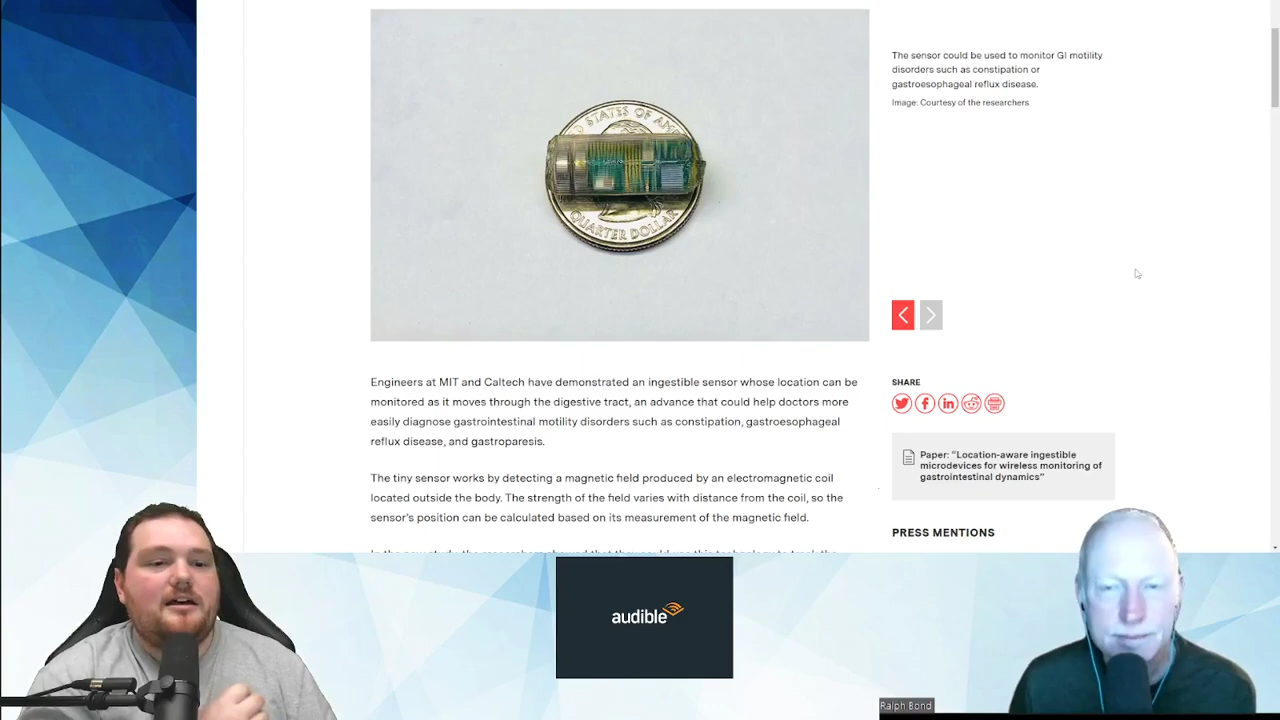 STATES OF AM
QUARTER DOLLAR
The sensor could be used to monitor GI motility
disorders such as constipation or
gastroesophageal reflux disease.
Image: Courtesy of the researchers
Engineers at MIT and Caltech have demonstrated an ingestible sensor whose location can be
monitored as it moves through the digestive tract, an advance that could help doctors more
easily diagnose gastrointestinal motility disorders such as constipation, gastroesophageal
reflux disease, and gastroparesis.
The tiny sensor works by detecting a magnetic field produced by an electromagnetic coil
located outside the body. The strength of the field varies with distance from the coil, so the
sensor's position can be calculated based on its measurement of the magnetic field.
SHARE
Paper: “Location-aware ingestible
microdevices for wireless monitoring of
gastrointestinal dynamics”
PRESS MENTIONS
audible
Ralph Bond